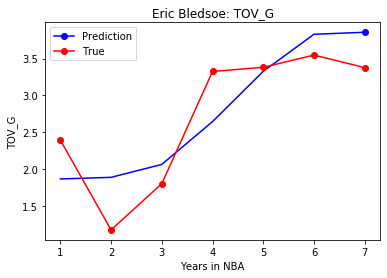 Eric Bledsoe: TOV_G
Prediction
True
3.5
3.0
2.5
2.0
1.5
TOV_G
1 2 3 4 5 6 7
Years in NBA